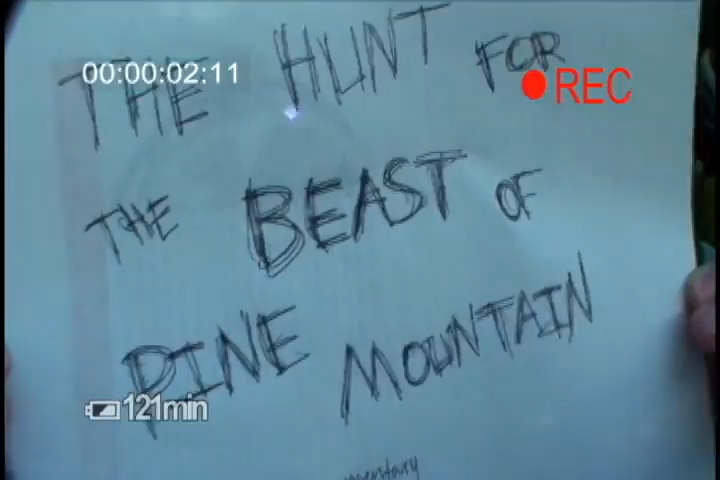 THE HUNT FOR
00:00:02:11
REC
THE BEAST OF
PINE MOUNTAIN
121min